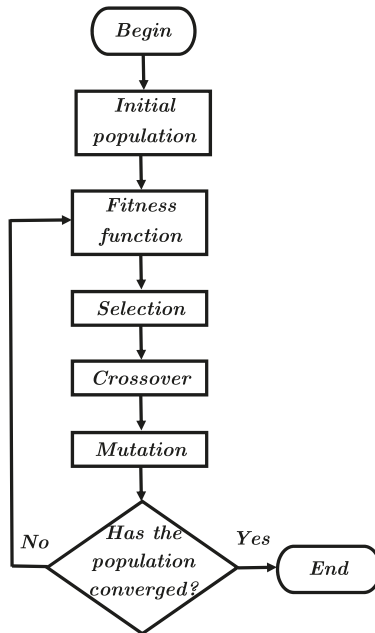 Begin
Initial
population
Fitness
function
Selection
Crossover
Mutation
Has the
population
converged?
No
Yes
End